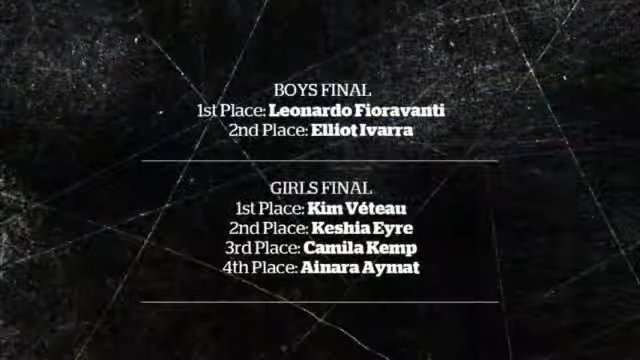 BOYS FINAL
1st Place: Leonardo Fioravanti
2nd Place: Elliot Ivarra
GIRLS FINAL
1st Place: Kim Véteau
2nd Place: Keshia Eyre
3rd Place: Camila Kemp
4th Place: Ainara Aymat